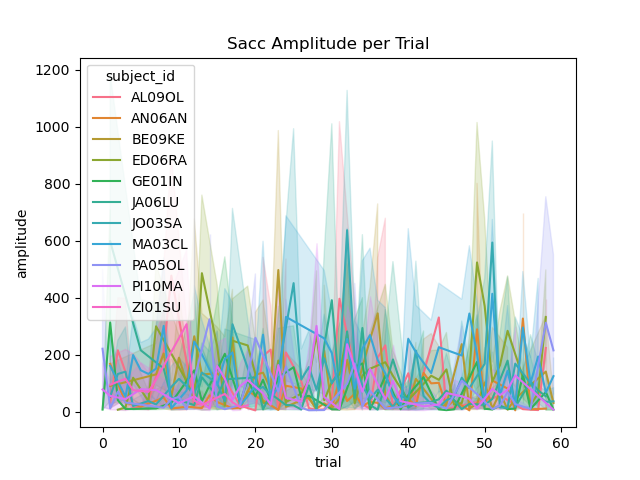 Sacc Amplitude per Trial
subject_id
AL09OL
AN06AN
BE09KE
ED06RA
GE01IN
JA06LU
JO03SA
MA03CL
PA05OL
PI10MA
ZI01SU
amplitude
1200
1000
800
600
400
200
0
0 10 20 30 40 50 60
trial